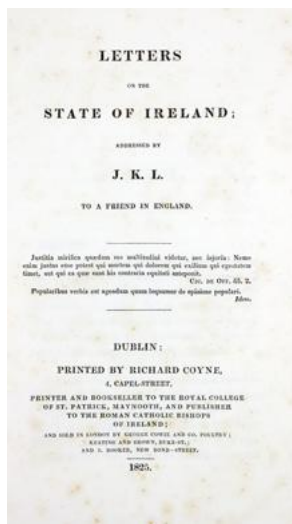 LETTERS
ON THE
STATE OF IRELAND;
ADDRESSED BY
J. K. L.
TO A FRIEND IN ENGLAND.
Justitia mirifica quædam res multitudini videtur, nec injuria: Nemo
enim justus esse potest qui mortem qui dolorem qui exilium qui egestatem
timet, aut qui ea quæ sunt his contraria equitati anteponit.
CIC. DE OFF. 2.
Popularibus verbis est agendum quum loquamur de opinione populari.
Idem.
DUBLIN:
PRINTED BY RICHARD COYNE,
4, CAPEL-STREET,
PRINTER AND BOOKSELLER TO THE ROYAL COLLEGE
OF ST. PATRICK, MAYNOOTH, AND PUBLISHER
TO THE ROMAN CATHOLIC BISHOPS
OF IRELAND;
AND SOLD IN LONDON BY GEORGE COWIE AND CO. POULTRY;
KEATING AND BROWN, DUKE-ST.;
AND J. BOOKER, NEW BOND-STREET.
1825.